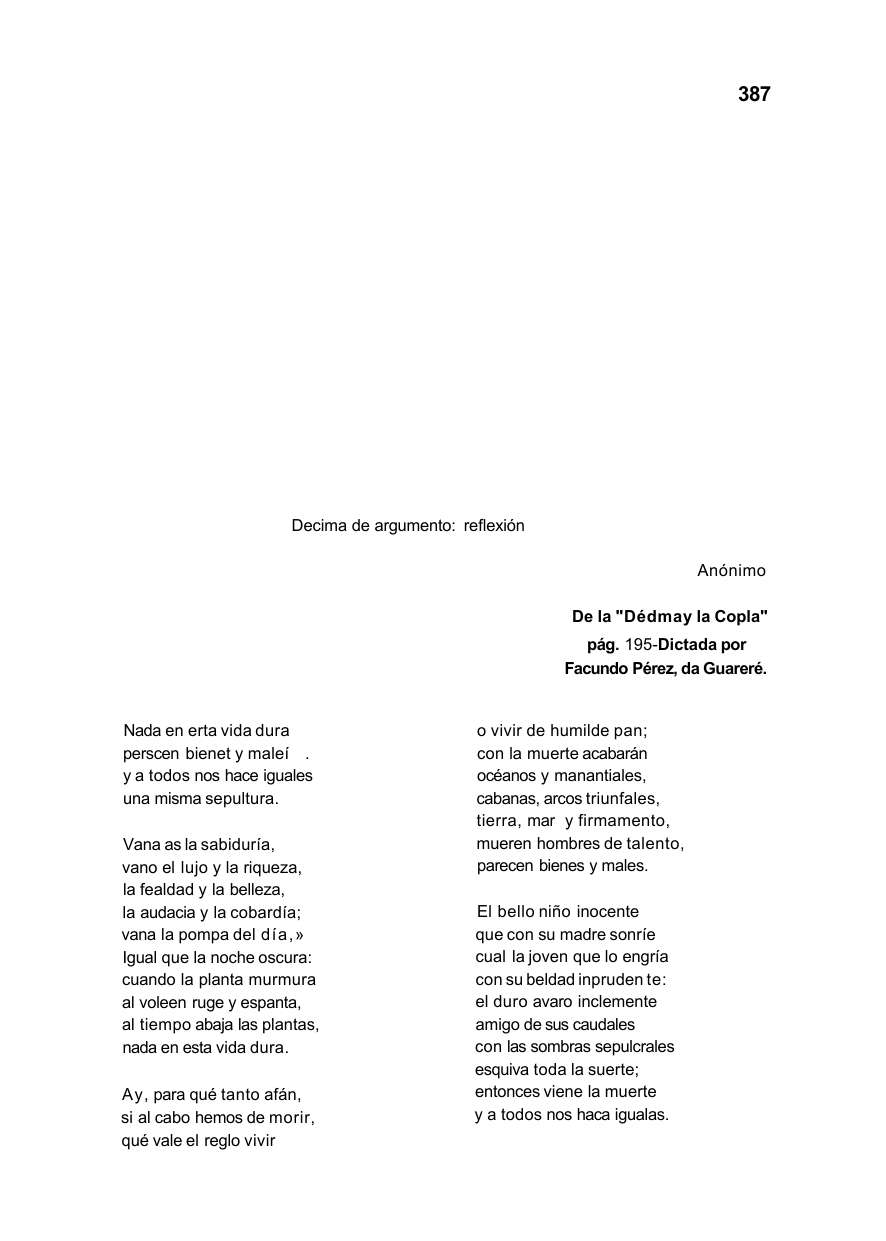 387
Decima de argumento: reflexión
Anónimo
De la "Dédmay la Copla"
pág. 195-Dictada por
Facundo Pérez, da Guareré.
Nada en erta vida dura
perscen bienet y maleí .
y a todos nos hace iguales
una misma sepultura.
Vana as la sabiduría,
vano el lujo y la riqueza,
la fealdad y la belleza,
la audacia y la cobardía;
vana la pompa del día,»
Igual que la noche oscura:
cuando la planta murmura
al voleen ruge y espanta,
al tiempo abaja las plantas,
nada en esta vida dura.
Ay, para qué tanto afán,
si al cabo hemos de morir,
qué vale el reglo vivir
o vivir de humilde pan;
con la muerte acabarán
océanos y manantiales,
cabanas, arcos triunfales,
tierra, mar y firmamento,
mueren hombres de talento,
parecen bienes y males.
El bello niño inocente
que con su madre sonríe
cual la joven que lo engría
con su beldad inprudente:
el duro avaro inclemente
amigo de sus caudales
con las sombras sepulcrales
esquiva toda la suerte;
entonces viene la muerte
y a todos nos haca igualas.